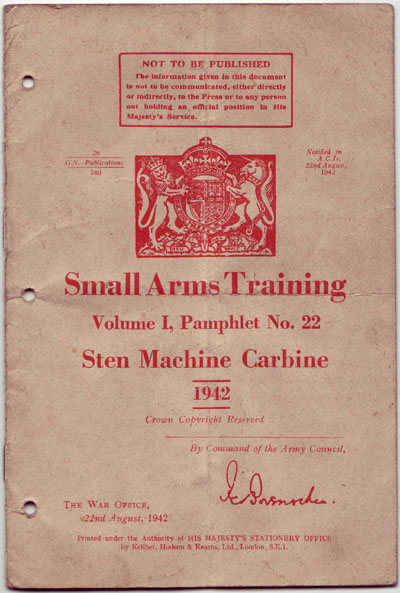 NOT TO BE PUBLISHED
The information given in this document
is not to be communicated, either directly
or indirectly, to the Press or to any person
not holding an official position in His
Majesty's Service.
26
G.S. Publications
780
Notified in
A.C.Is.
22nd August,
1942
Small Arms Training
Volume I, Pamphlet No. 22
Sten Machine Carbine
1942
Crown Copyright Reserved
By Command of the Army Council,
THE WAR OFFICE,
22nd August, 1942
Printed under the Authority of HIS MAJESTY'S STATIONERY OFFICE
by Keliher, Hudson & Kearns, Ltd., London, S.E.1.